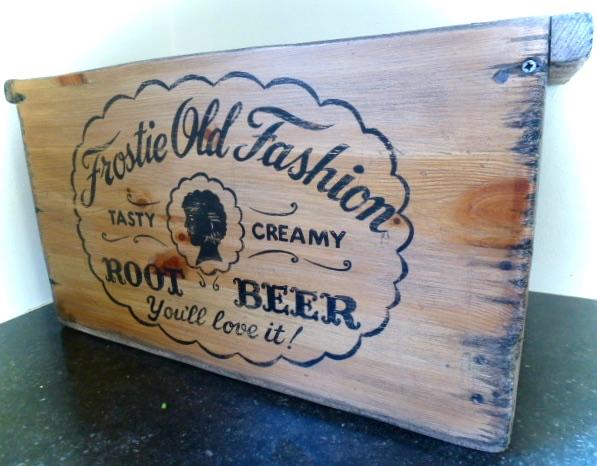 Frostie Old Fashion
TASTY CREAMY
ROOT BEER
You'll love it!